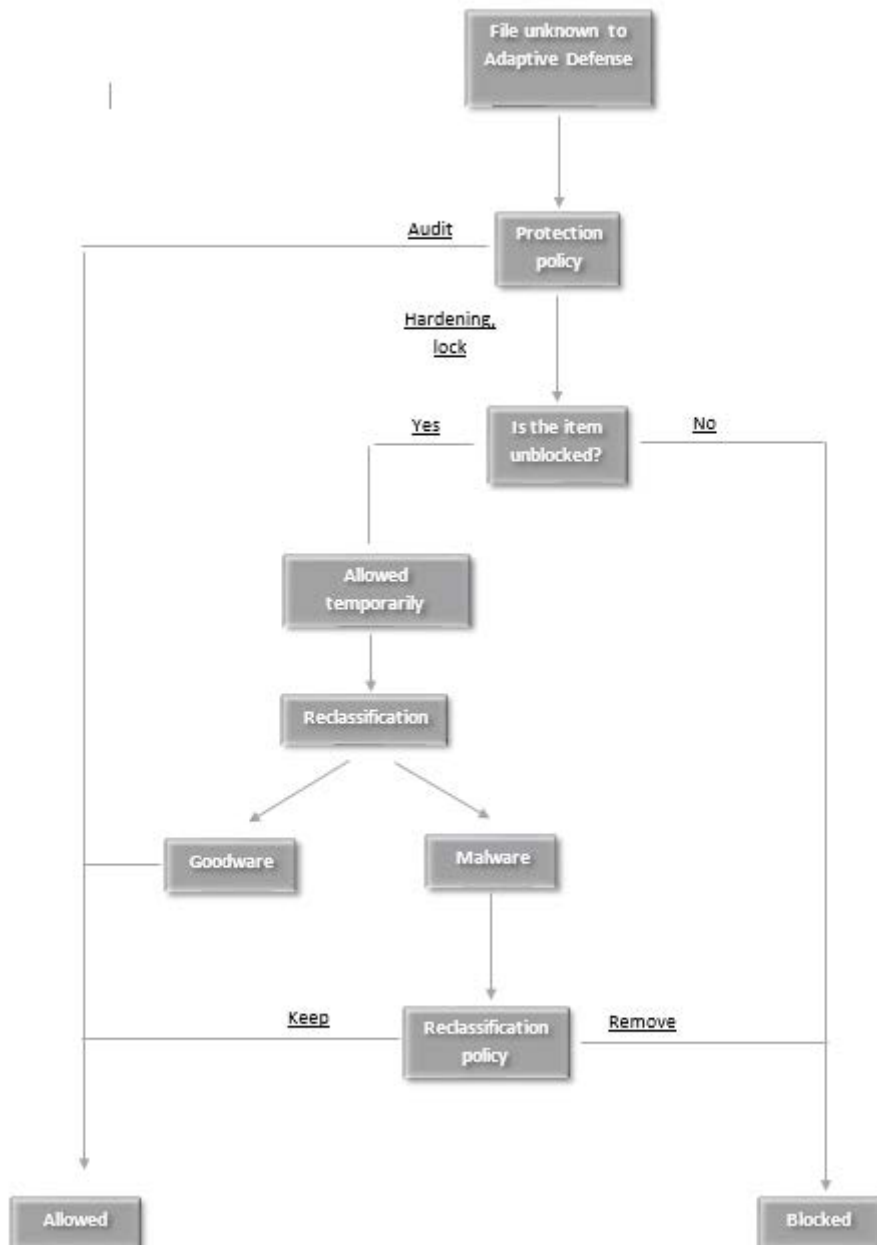 File unknown to
Adaptive Defense
Audit
Protection
policy
Hardening,
lock
Yes
Is the item
unblocked?
No
Allowed
temporarily
Reclassification
Goodware
Malware
Keep
Reclassification
policy
Remove
Allowed
Blocked